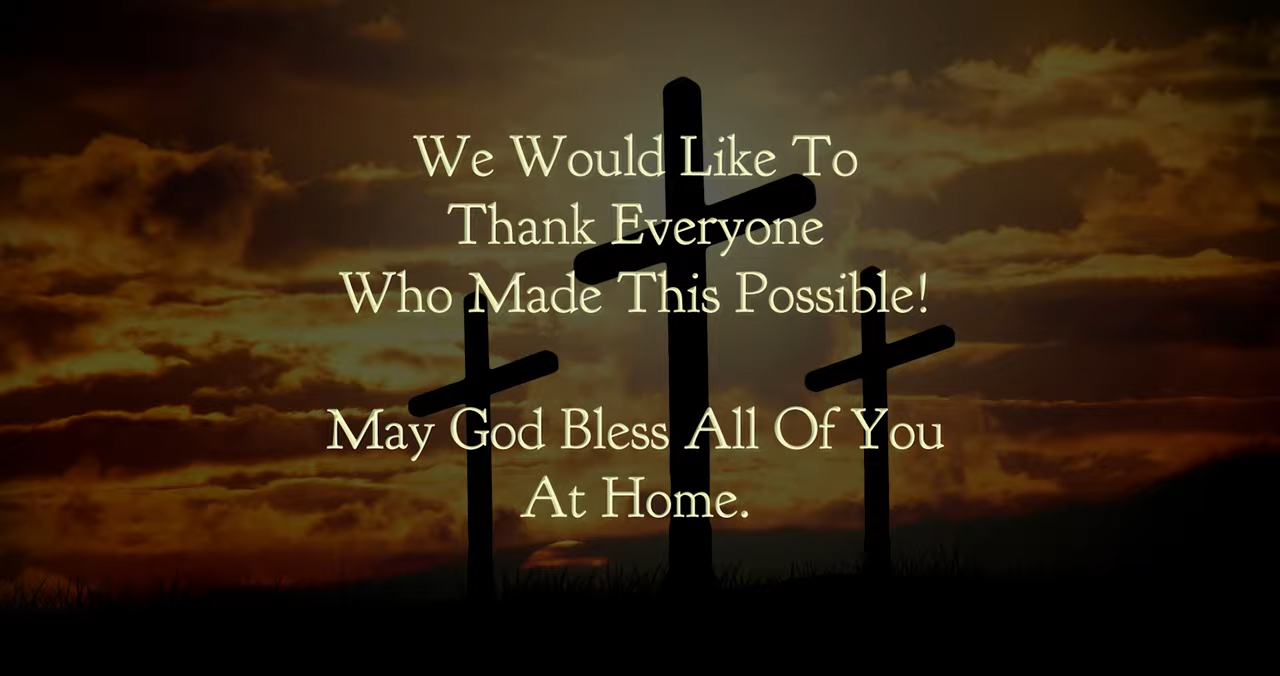 We Would Like To
Thank Everyone
Who Made This Possible!
May God Bless All Of You
At Home.